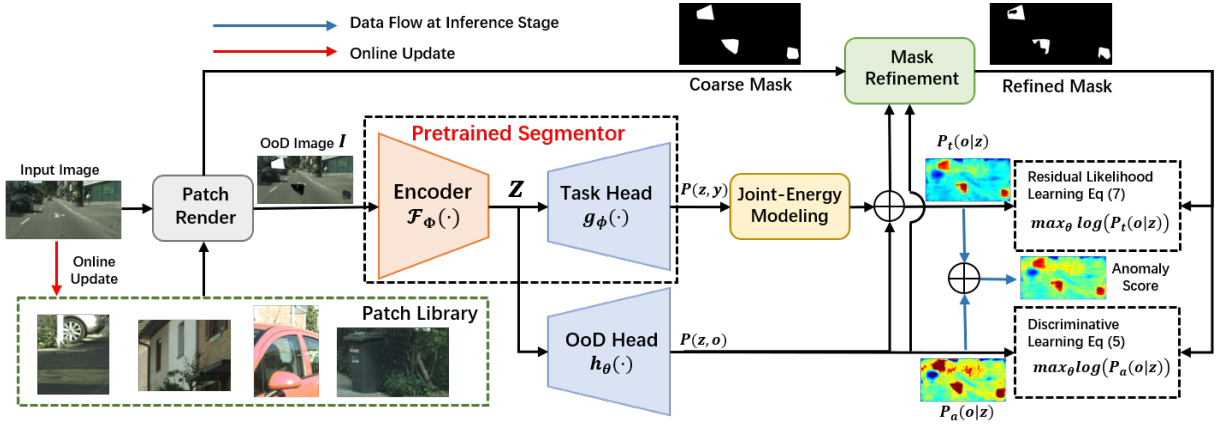 Data Flow at Inference Stage
Online Update
Coarse Mask
Mask
Refinement
Refined Mask
Input Image
Patch
Render
OoD Image I
Pretrained Segmentor
Encoder
ℱ_Φ(·)
Z
Task Head
g_ϕ(·)
P(z, y)
Joint-Energy
Modeling
P_t(o|z)
Residual Likelihood
Learning Eq (7)
max_θ log(P_t(o|z))
Online
Update
Patch Library
OoD Head
h_θ(·)
P(z, o)
Anomaly
Score
Discriminative
Learning Eq (5)
max_θ log(P_a(o|z))
P_a(o|z)